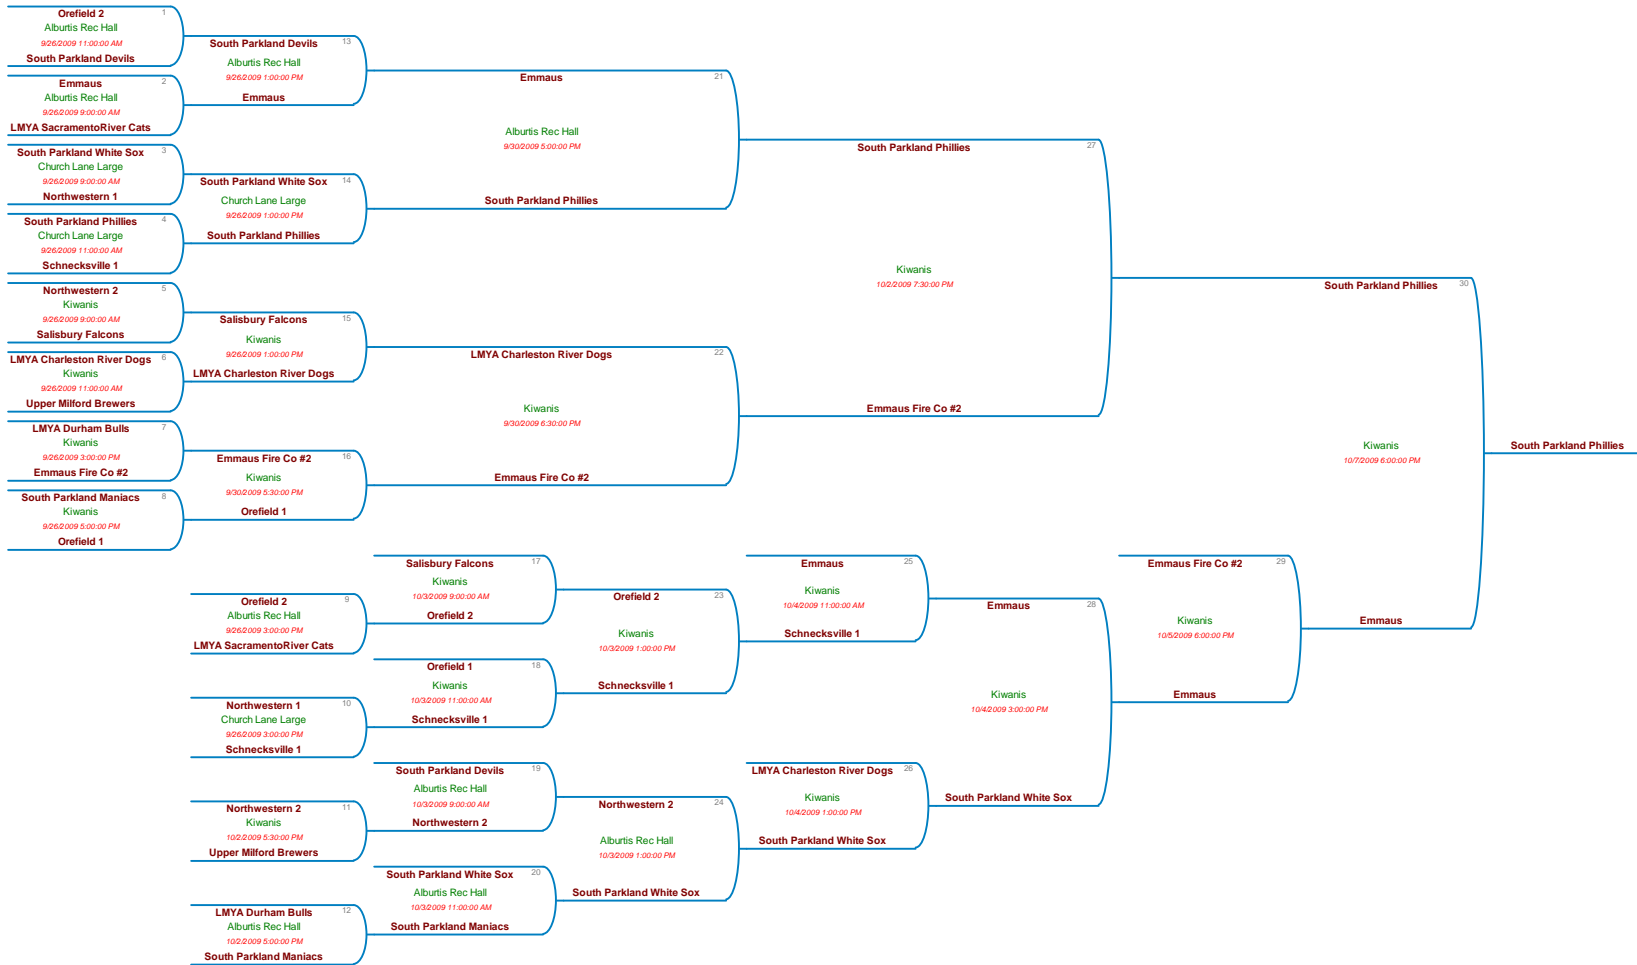 Orefield 2
1
Alburtis Rec Hall
9/26/2009 11:00:00 AM
South Parkland Devils
Emmaus
2
Alburtis Rec Hall
9/26/2009 9:00:00 AM
LMYA SacramentoRiver Cats
South Parkland White Sox
3
Church Lane Large
9/26/2009 9:00:00 AM
Northwestern 1
South Parkland Phillies
4
Church Lane Large
9/26/2009 11:00:00 AM
Schnecksville 1
Northwestern 2
5
Kiwanis
9/26/2009 9:00:00 AM
Salisbury Falcons
LMYA Charleston River Dogs
6
Kiwanis
9/26/2009 11:00:00 AM
Upper Milford Brewers
LMYA Durham Bulls
7
Kiwanis
9/26/2009 3:00:00 PM
Emmaus Fire Co #2
South Parkland Maniacs
8
Kiwanis
9/26/2009 5:00:00 PM
Orefield 1
South Parkland Devils
13
Alburtis Rec Hall
9/26/2009 1:00:00 PM
Emmaus
South Parkland White Sox
14
Church Lane Large
9/26/2009 1:00:00 PM
South Parkland Phillies
Salisbury Falcons
15
Kiwanis
9/26/2009 1:00:00 PM
LMYA Charleston River Dogs
Emmaus Fire Co #2
16
Kiwanis
9/30/2009 5:30:00 PM
Orefield 1
Emmaus
21
Alburtis Rec Hall
9/30/2009 5:00:00 PM
South Parkland Phillies
LMYA Charleston River Dogs
22
Kiwanis
9/30/2009 6:30:00 PM
Emmaus Fire Co #2
South Parkland Phillies
27
Kiwanis
10/2/2009 7:30:00 PM
Emmaus Fire Co #2
South Parkland Phillies
30
Kiwanis
10/7/2009 6:00:00 PM
Emmaus
South Parkland Phillies
Orefield 2
9
Alburtis Rec Hall
9/26/2009 3:00:00 PM
LMYA SacramentoRiver Cats
Northwestern 1
10
Church Lane Large
9/26/2009 3:00:00 PM
Schnecksville 1
Northwestern 2
11
Kiwanis
10/2/2009 5:30:00 PM
Upper Milford Brewers
LMYA Durham Bulls
12
Alburtis Rec Hall
10/2/2009 5:00:00 PM
South Parkland Maniacs
Salisbury Falcons
17
Kiwanis
10/3/2009 9:00:00 AM
Orefield 2
Orefield 1
18
Kiwanis
10/3/2009 11:00:00 AM
Schnecksville 1
South Parkland Devils
19
Alburtis Rec Hall
10/3/2009 9:00:00 AM
Northwestern 2
South Parkland White Sox
20
Alburtis Rec Hall
10/3/2009 11:00:00 AM
South Parkland Maniacs
Orefield 2
23
Kiwanis
10/3/2009 1:00:00 PM
Schnecksville 1
Northwestern 2
24
Alburtis Rec Hall
10/3/2009 1:00:00 PM
South Parkland White Sox
Emmaus
25
Kiwanis
10/4/2009 11:00:00 AM
Schnecksville 1
LMYA Charleston River Dogs
26
Kiwanis
10/4/2009 1:00:00 PM
South Parkland White Sox
Emmaus
28
Kiwanis
10/4/2009 3:00:00 PM
South Parkland White Sox
Emmaus Fire Co #2
29
Kiwanis
10/5/2009 6:00:00 PM
Emmaus